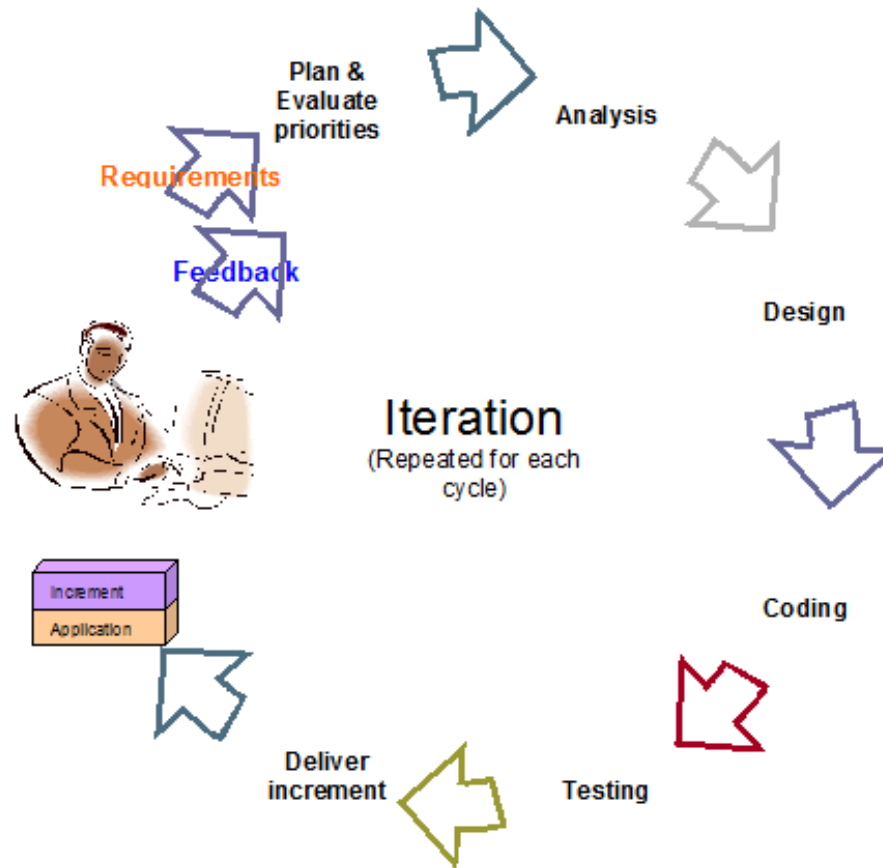 Plan &
Evaluate
priorities
Analysis
Requirements
Feedback
Design
Iteration
(Repeated for each
cycle)
Increment
Application
Coding
Deliver
increment
Testing